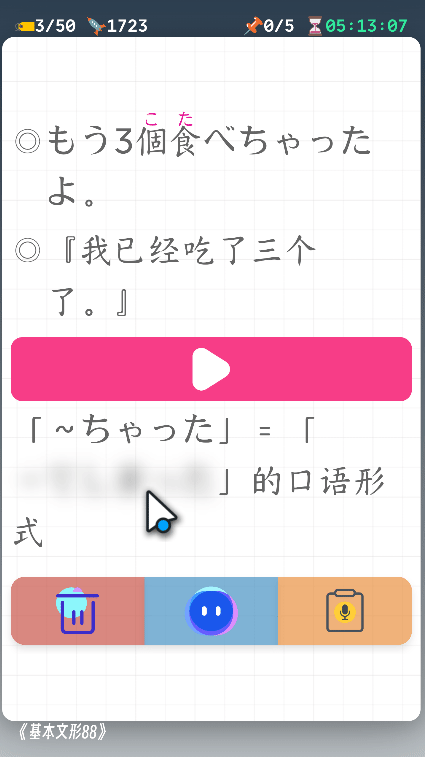 3/50 1723 0/5 05:13:07
こ た
◎もう3個食べちゃった
よ。
◎『我已经吃了三个
了。』
「~ちゃった」=「
」的口语形
式
《基本文形88》